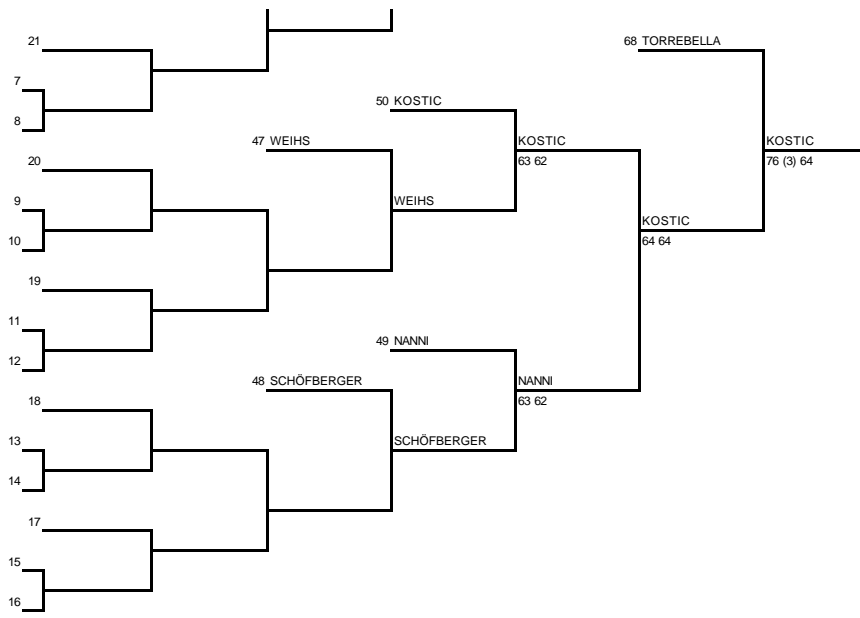 21
68 TORREBELLA
7
50 KOSTIC
8
47 WEIHS
KOSTIC
KOSTIC
20
63 62
76 (3) 64
9
WEIHS
10
KOSTIC
64 64
19
11
49 NANNI
12
48 SCHÖFBERGER
NANNI
18
63 62
13
SCHÖFBERGER
14
17
15
16